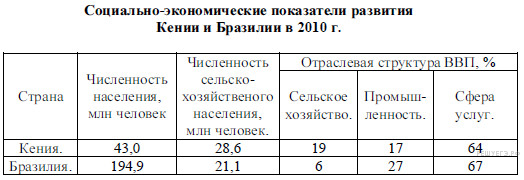 Социально-экономические показатели развития
Кении и Бразилии в 2010 г.
Страна
Численность
населения,
млн человек
Численность
сельско-
хозяйственого
населения,
млн человек.
Отраслевая структура ВВП, %
Сельское
хозяйство.
Промыш-
ленность.
Сфера
услуг.
Кения. 43,0 28,6 19 17 64
Бразилия. 194,9 21,1 6 27 67